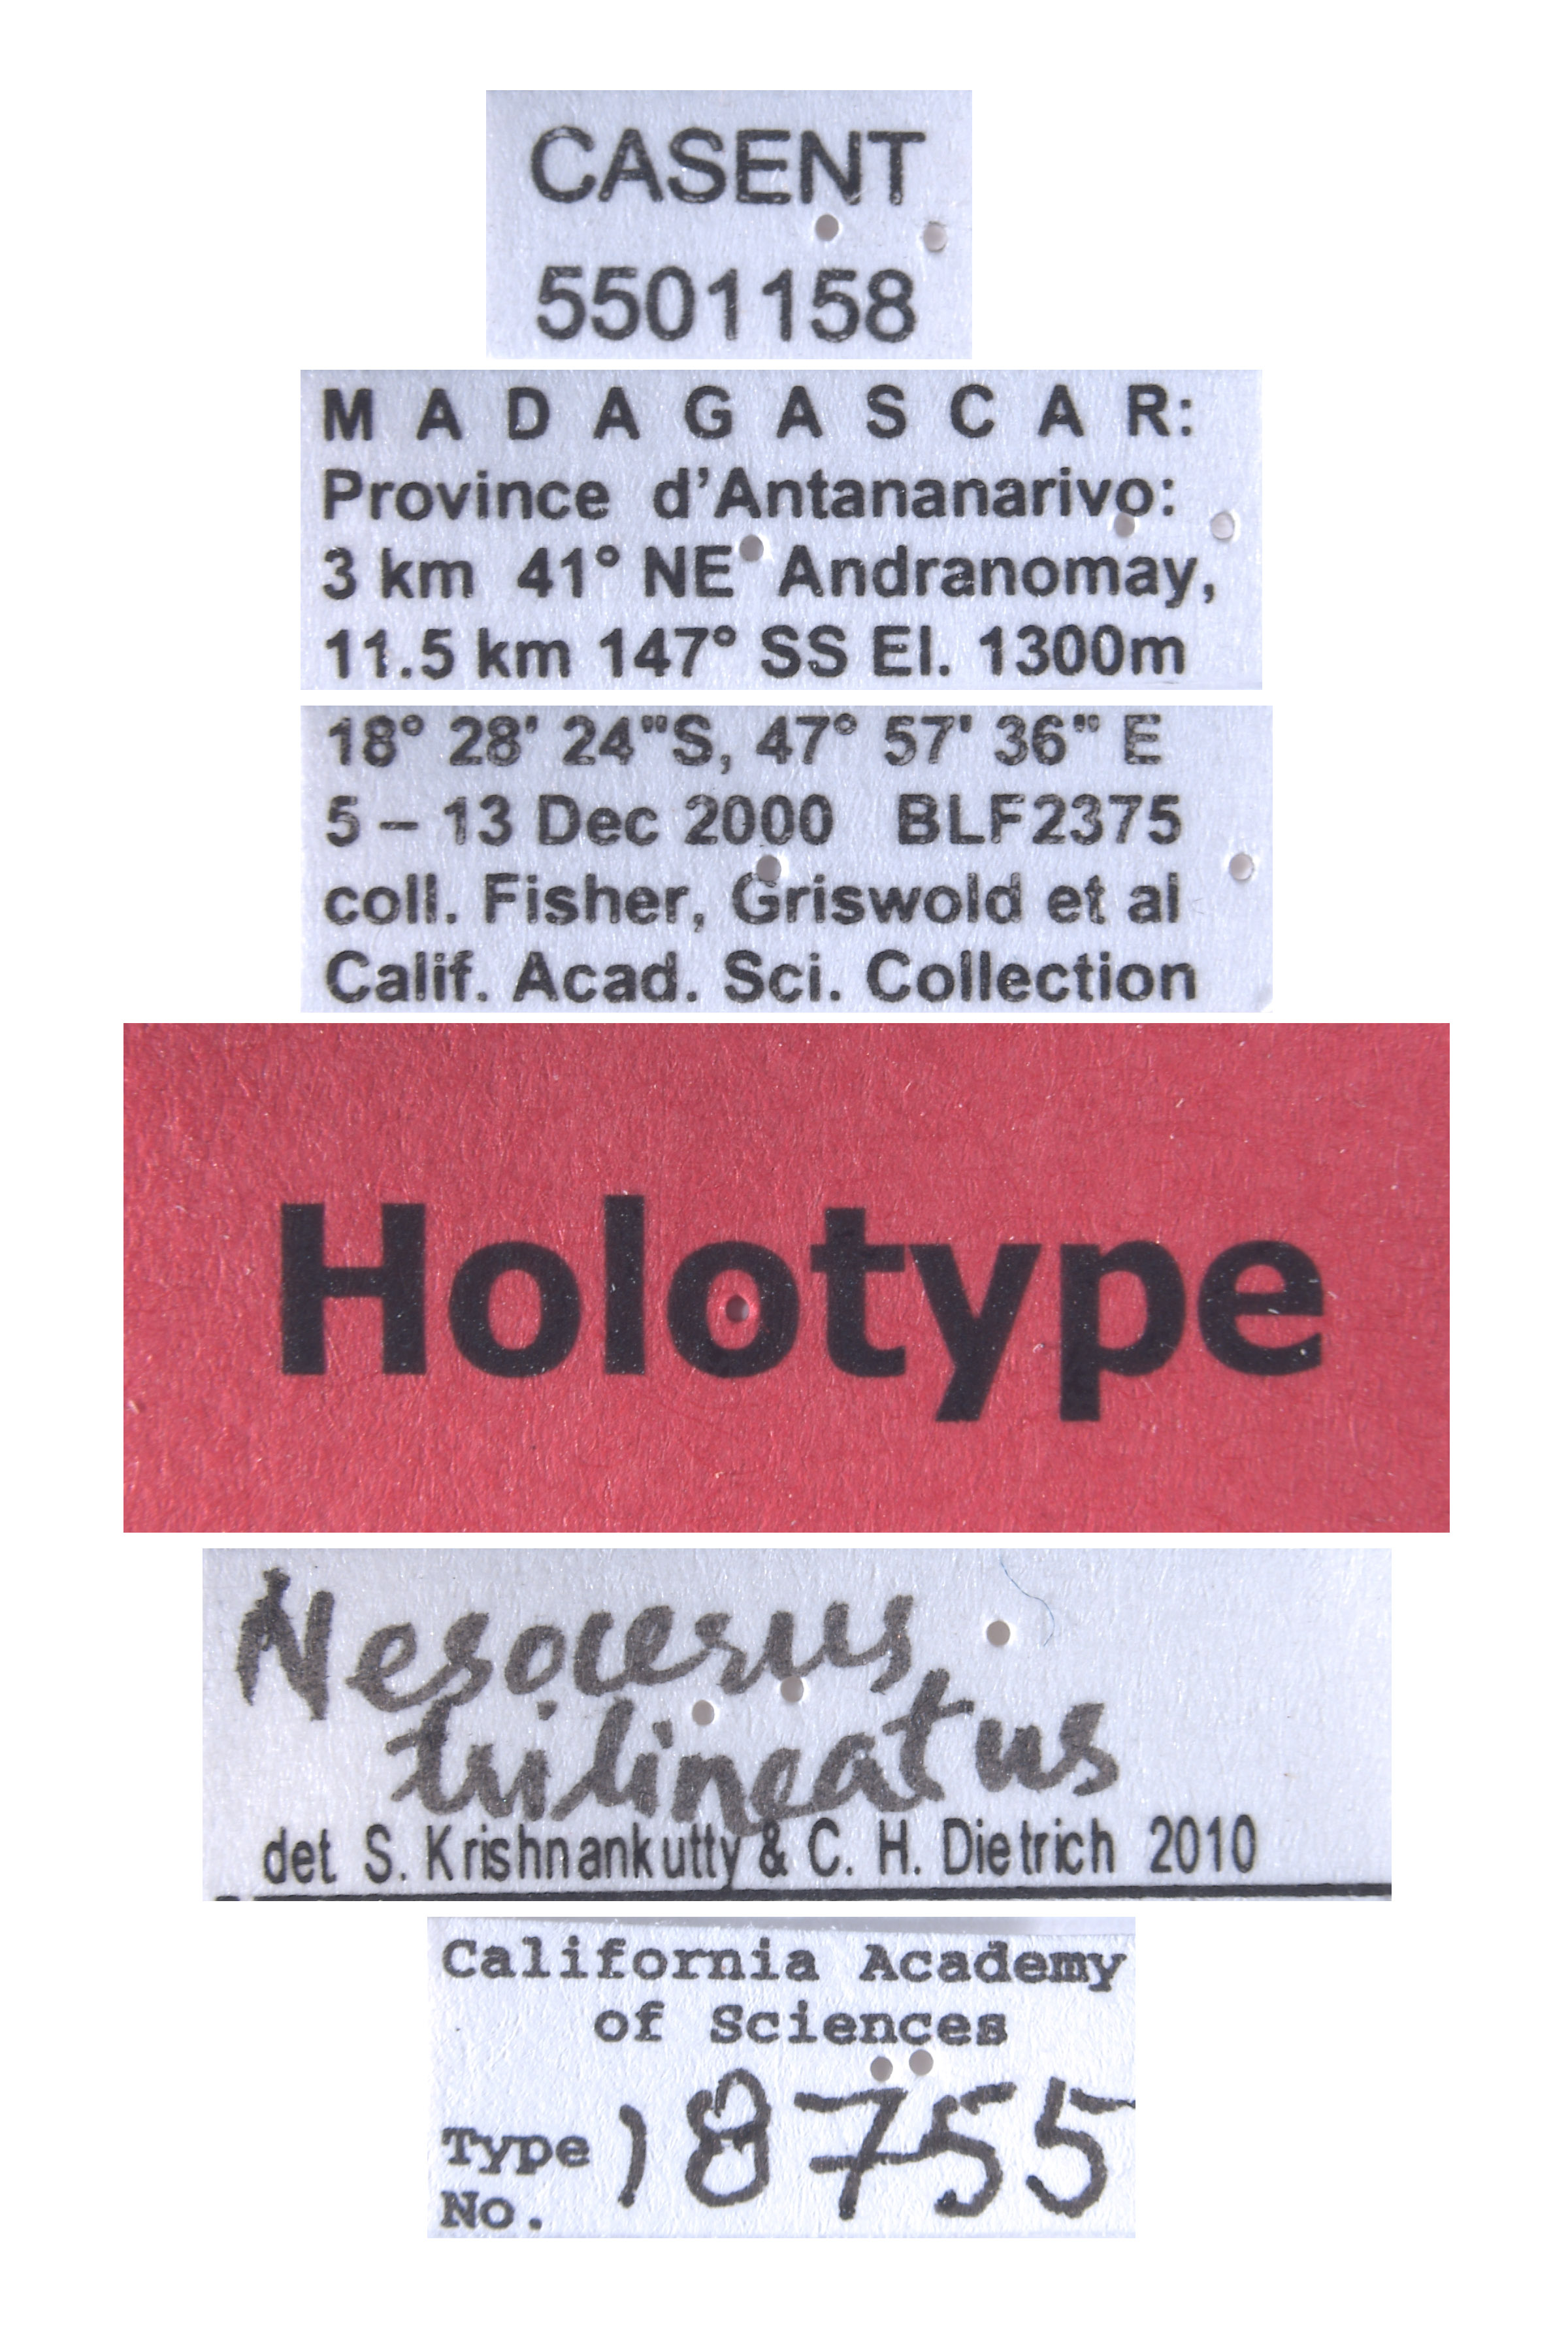 CASENT
5501158
M A D A G A S C A R:
Province d'Antananarivo:
3 km 41° NE Andranomay,
11.5 km 147° SS El. 1300m
18° 28' 24"S, 47° 57' 36" E
5 – 13 Dec 2000 BLF2375
coll. Fisher, Griswold et al
Calif. Acad. Sci. Collection
Holotype
Nesocerus
trilineatus
det. S. Krishnankutty & C. H. Dietrich 2010
California Academy
of Sciences
Type 18755
No.